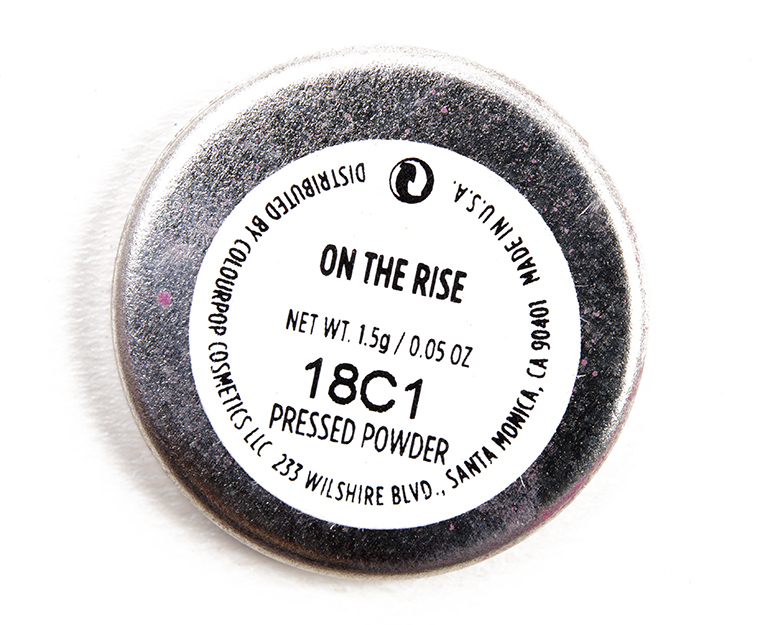 ON THE RISE
NET WT. 1.5g / 0.05 OZ
18C1
PRESSED POWDER
DISTRIBUTED BY COLOURPOP COSMETICS LLC 233 WILSHIRE BLVD., SANTA MONICA, CA 90401 MADE IN U.S.A.